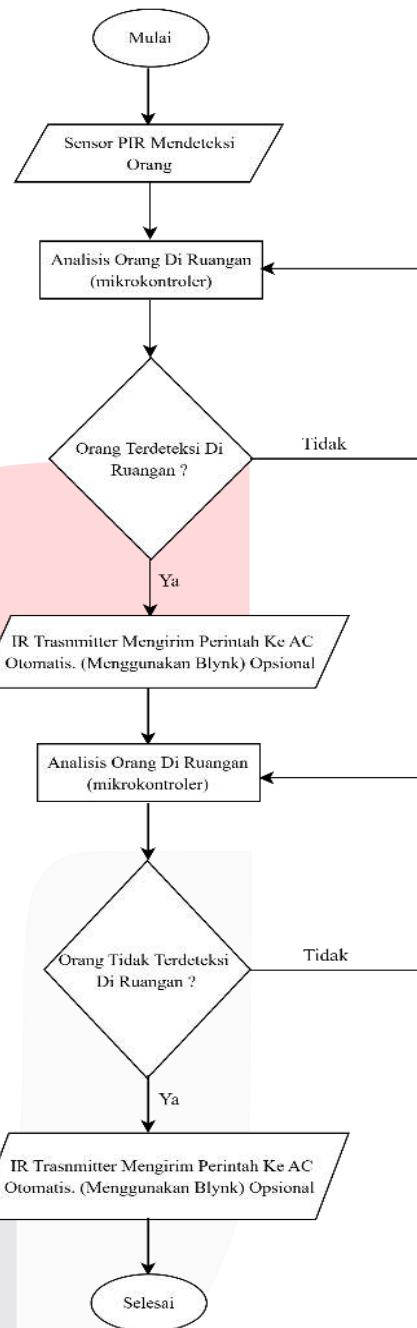 Mulai
Sensor PIR Mendeteksi
Orang
Analisis Orang Di Ruangan
(mikrokontroler)
Orang Terdeteksi Di
Ruangan ?
Tidak
Ya
IR Trasnmitter Mengirim Perintah Ke AC
Otomatis. (Menggunakan Blynk) Opsional
Analisis Orang Di Ruangan
(mikrokontroler)
Orang Tidak Terdeteksi
Di Ruangan ?
Tidak
Ya
IR Trasnmitter Mengirim Perintah Ke AC
Otomatis. (Menggunakan Blynk) Opsional
Selesai